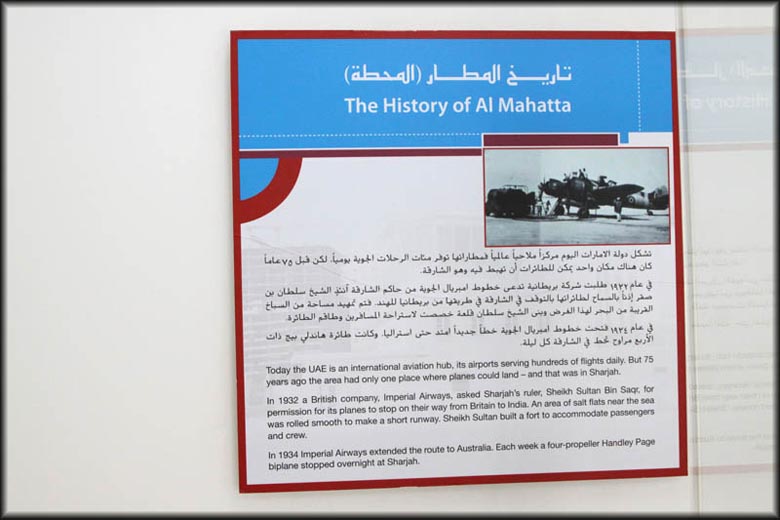 تاريخ المطار (المحطة)
The History of Al Mahatta
تشكل دولة الامارات اليوم مركزاً ملاحياً عالمياً فمطاراتها توفر مئات الرحلات الجوية يومياً. لكن قبل ٧٥ عاماً
كان هناك مكان واحد يمكن للطائرات أن تهبط فيه وهو الشارقة.
في عام ١٩٣٢ طلبت شركة بريطانية تدعى خطوط امبريال الجوية من حاكم الشارقة الشيخ سلطان بن
صقر إذناً بالسماح لطائراتها بالتوقف في الشارقة في طريقها من بريطانيا للهند. فتم تمهيد مساحة من السباخ
القريبة من البحر لهذا الغرض وبنى الشيخ سلطان قلعة خصصت لاستراحة المسافرين وطاقم الطائرة.
في عام ١٩٣٤ فتحت خطوط امبريال الجوية خطاً جديداً امتد حتى استراليا. وكانت طائرة هاندلي بيج ذات
الأربع مراوح تحط في الشارقة كل ليلة.
Today the UAE is an international aviation hub, its airports serving hundreds of flights daily. But 75
years ago the area had only one place where planes could land – and that was in Sharjah.
In 1932 a British company, Imperial Airways, asked Sharjah's ruler, Sheikh Sultan Bin Saqr, for
permission for its planes to stop on their way from Britain to India. An area of salt flats near the sea
was rolled smooth to make a short runway. Sheikh Sultan built a fort to accommodate passengers
and crew.
In 1934 Imperial Airways extended the route to Australia. Each week a four-propeller Handley Page
biplane stopped overnight at Sharjah.